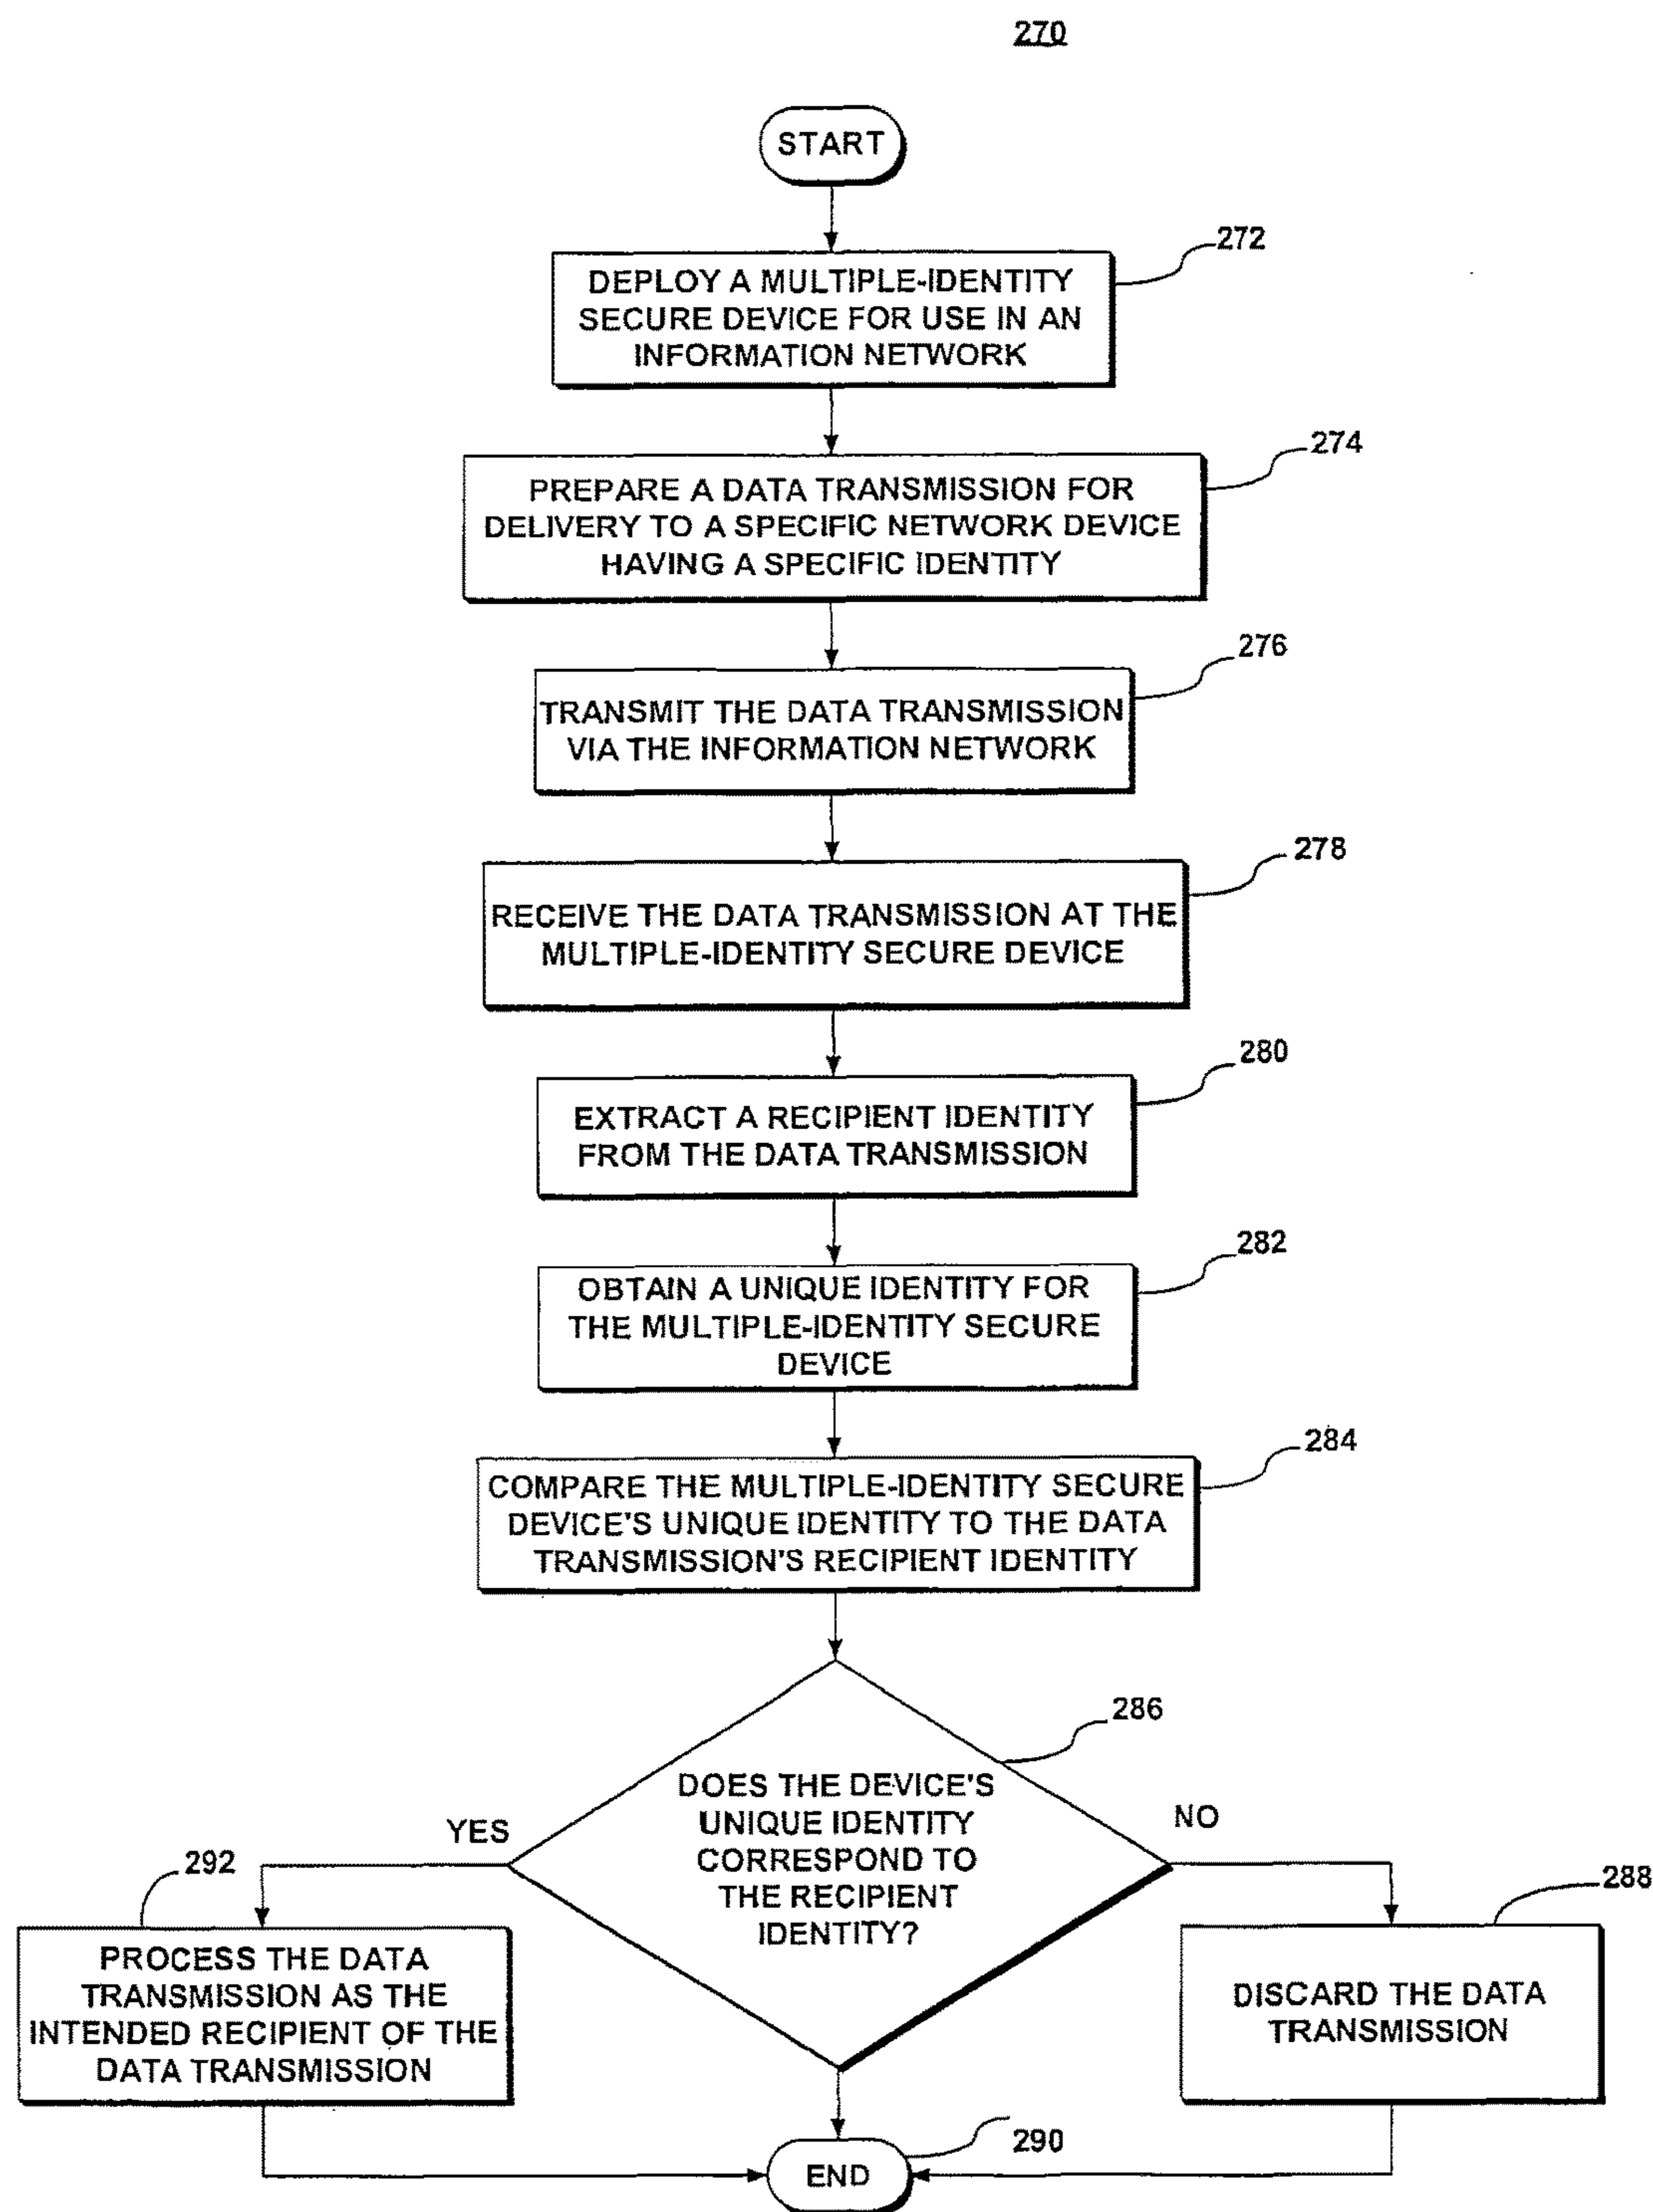 270
START
272
DEPLOY A MULTIPLE-IDENTITY
SECURE DEVICE FOR USE IN AN
INFORMATION NETWORK
274
PREPARE A DATA TRANSMISSION FOR
DELIVERY TO A SPECIFIC NETWORK DEVICE
HAVING A SPECIFIC IDENTITY
276
TRANSMIT THE DATA TRANSMISSION
VIA THE INFORMATION NETWORK
278
RECEIVE THE DATA TRANSMISSION AT THE
MULTIPLE-IDENTITY SECURE DEVICE
280
EXTRACT A RECIPIENT IDENTITY
FROM THE DATA TRANSMISSION
282
OBTAIN A UNIQUE IDENTITY FOR
THE MULTIPLE-IDENTITY SECURE
DEVICE
284
COMPARE THE MULTIPLE-IDENTITY SECURE
DEVICE'S UNIQUE IDENTITY TO THE DATA
TRANSMISSION'S RECIPIENT IDENTITY
286
DOES THE DEVICE'S
UNIQUE IDENTITY
CORRESPOND TO
THE RECIPIENT
IDENTITY?
YES
NO
292
PROCESS THE DATA
TRANSMISSION AS THE
INTENDED RECIPIENT OF THE
DATA TRANSMISSION
288
DISCARD THE DATA
TRANSMISSION
290
END